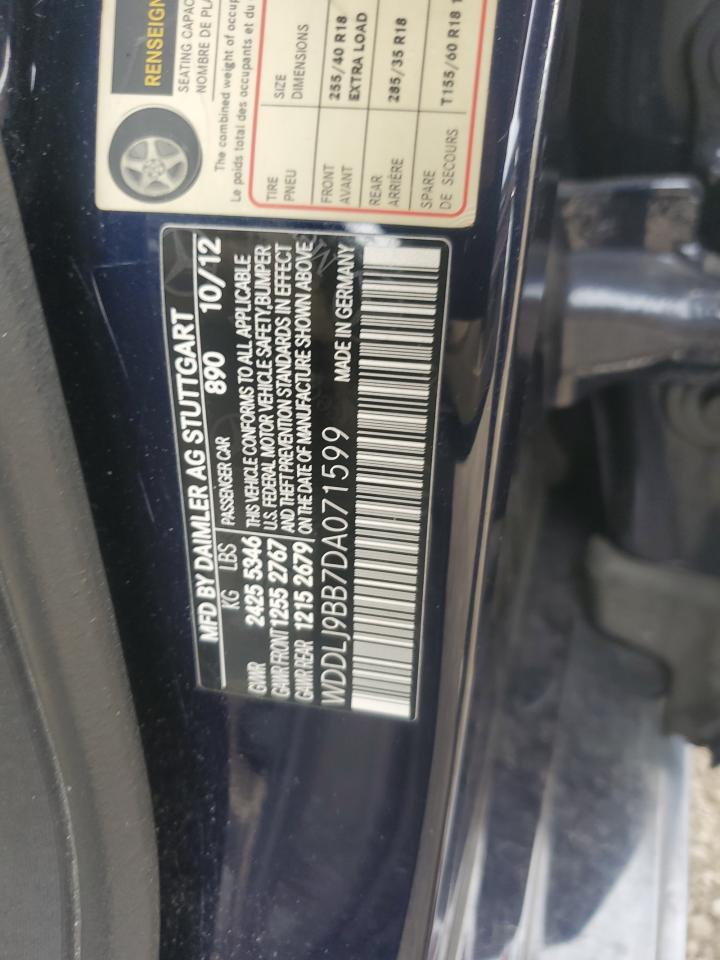 RENSEIGN
SEATING CAPAC
NOMBRE DE PLA
The combined weight of occup
Le poids total des occupants et du
TIRE SIZE
PNEU DIMENSIONS
FRONT 255/40 R18
AVANT EXTRA LOAD
REAR 285/35 R18
ARRIÈRE
SPARE T155/60 R18 1
DE SECOURS
MFD BY DAIMLER AG STUTTGART
890 10/12
KG LBS PASSENGER CAR
GWR 2425 5346 THIS VEHICLE CONFORMS TO ALL APPLICABLE
GAWR FRONT 1255 2767 U.S. FEDERAL MOTOR VEHICLE SAFETY,BUMPER
GAWR REAR 1215 2679 AND THEFT PREVENTION STANDARDS IN EFFECT
ON THE DATE OF MANUFACTURE SHOWN ABOVE.
WDDLJ9BB7DA071599 MADE IN GERMANY